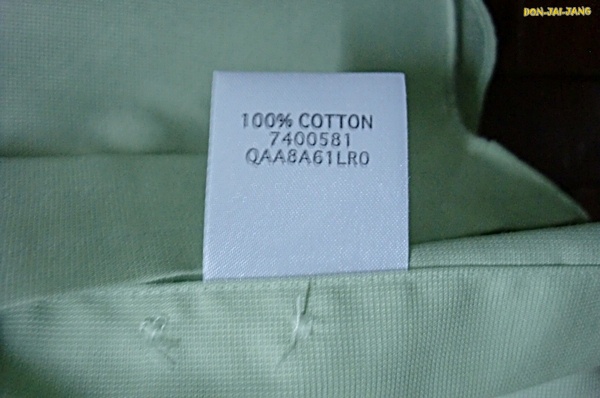 DON-JAI-JANG
100% COTTON
7400581
QAA8A61LR0